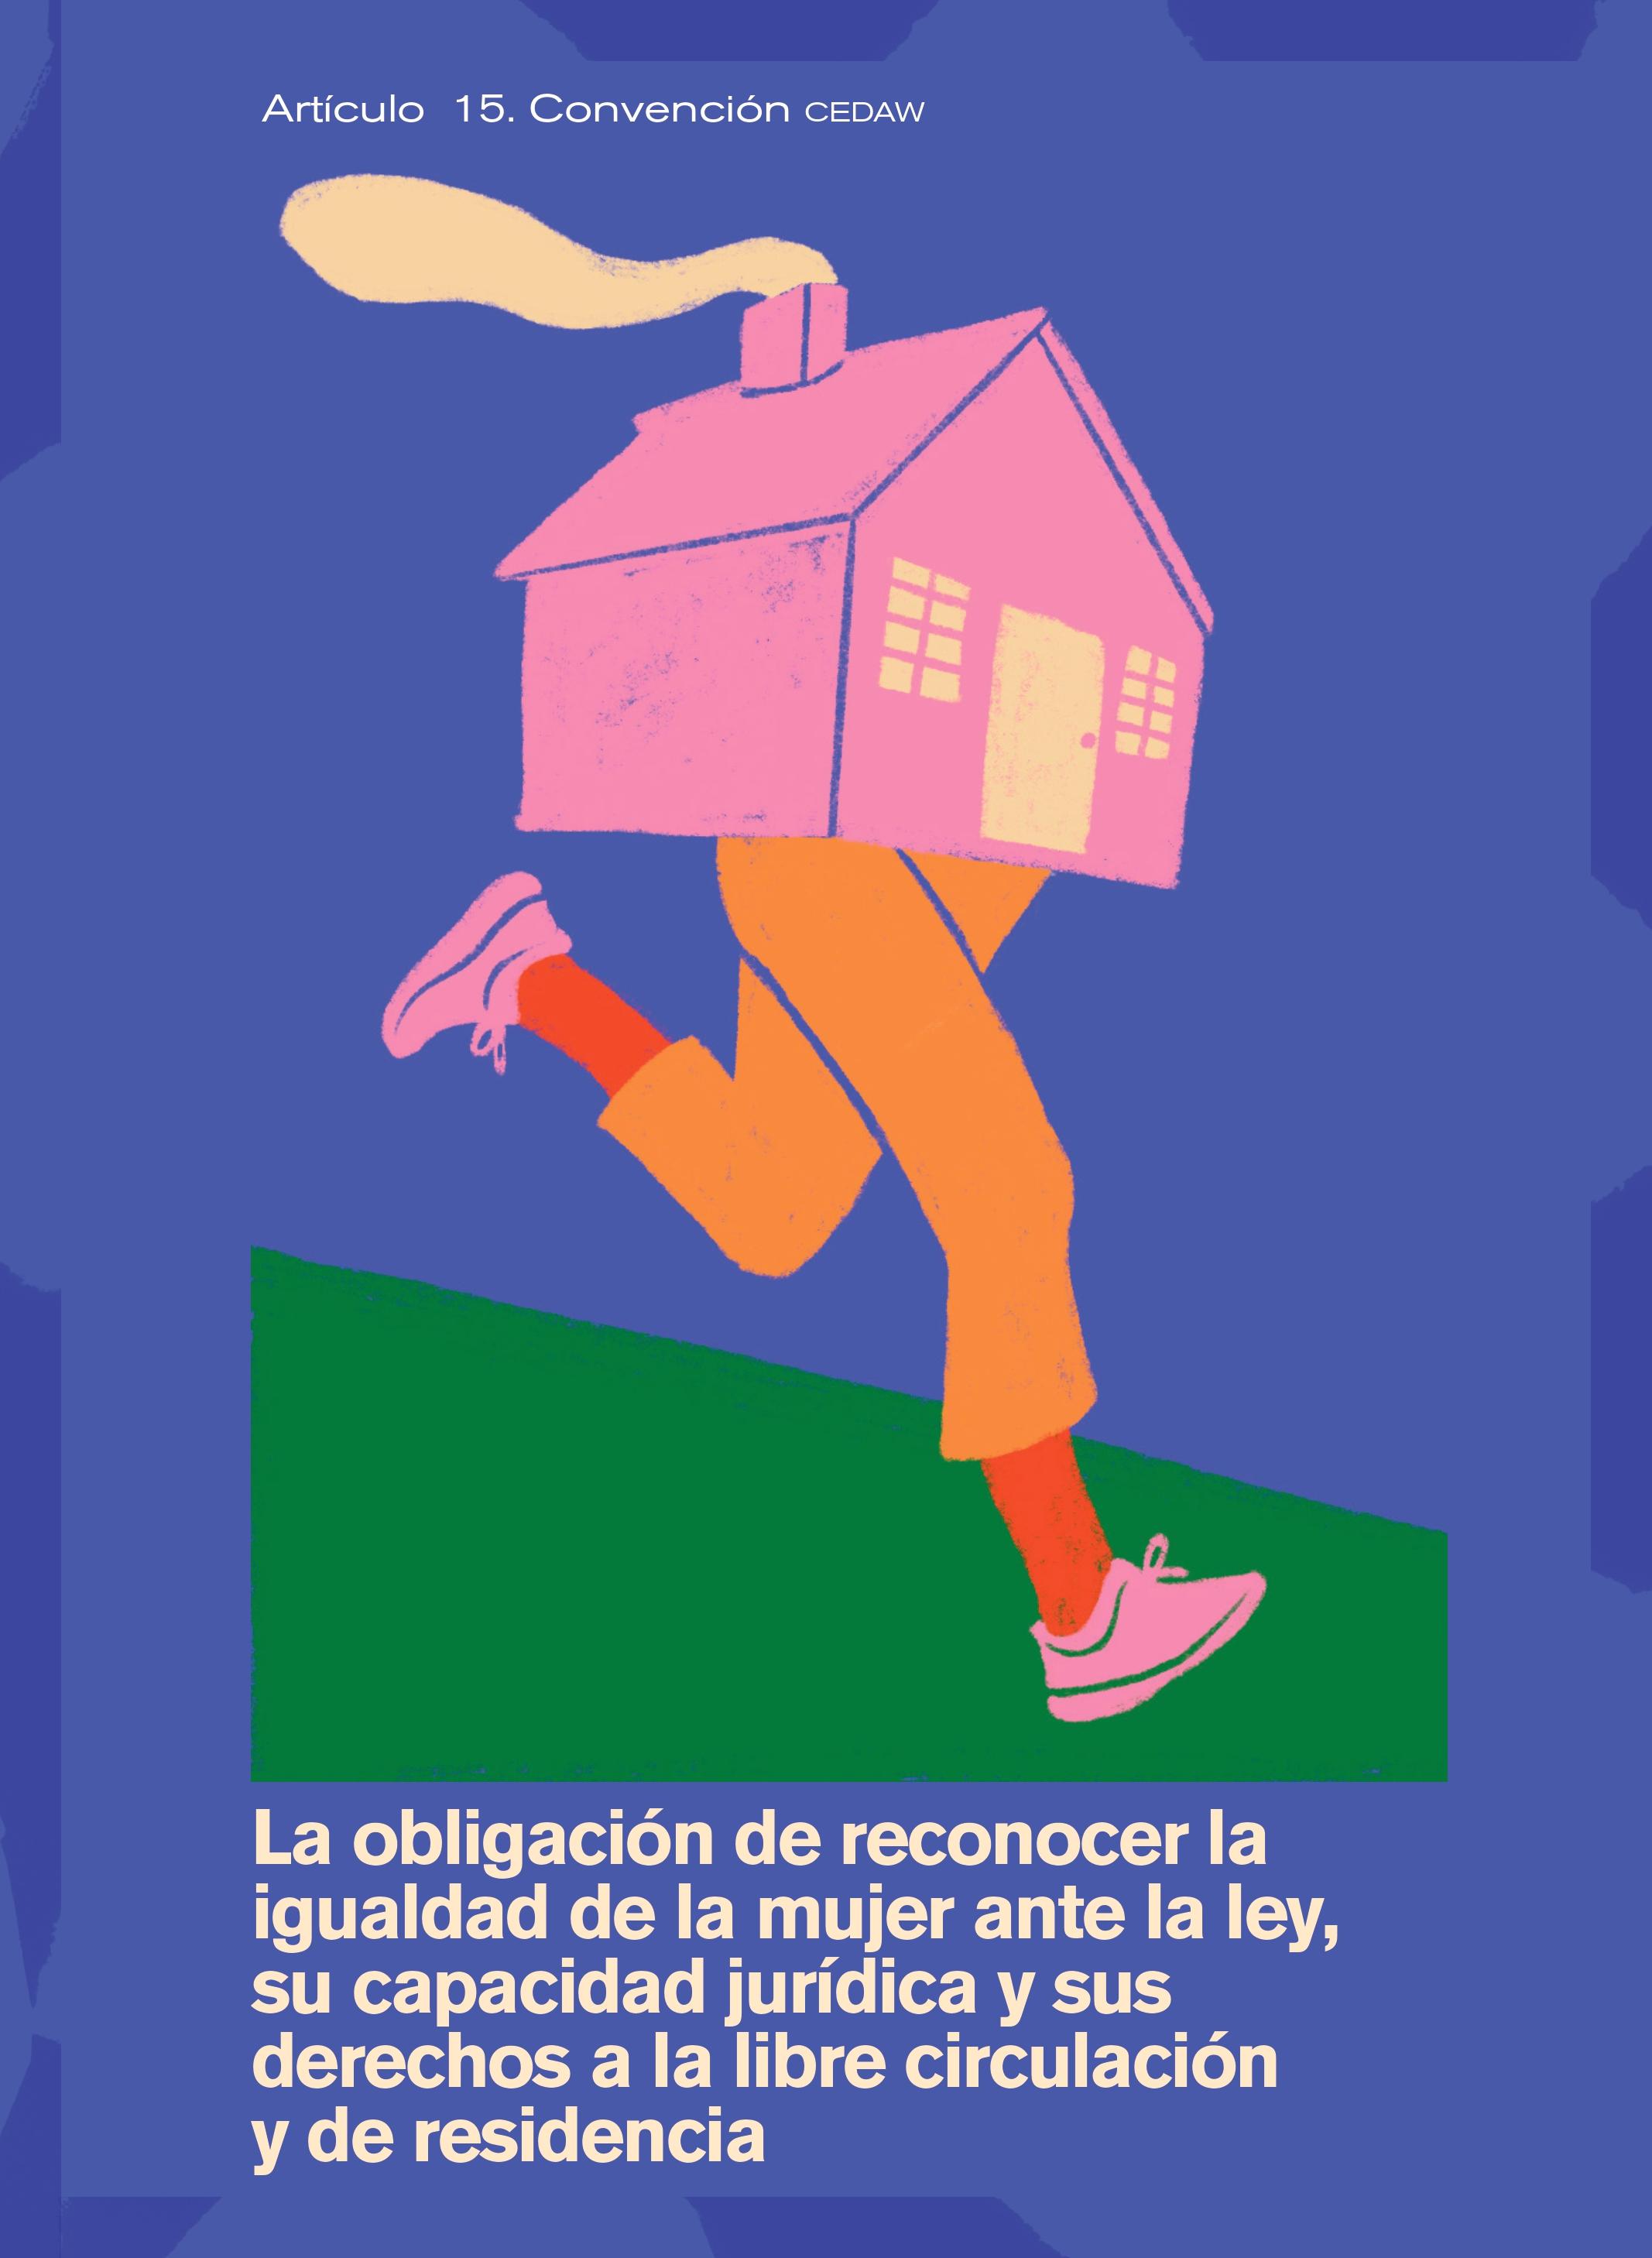 Artículo 15. Convención CEDAW
La obligación de reconocer la
igualdad de la mujer ante la ley,
su capacidad jurídica y sus
derechos a la libre circulación
y de residencia